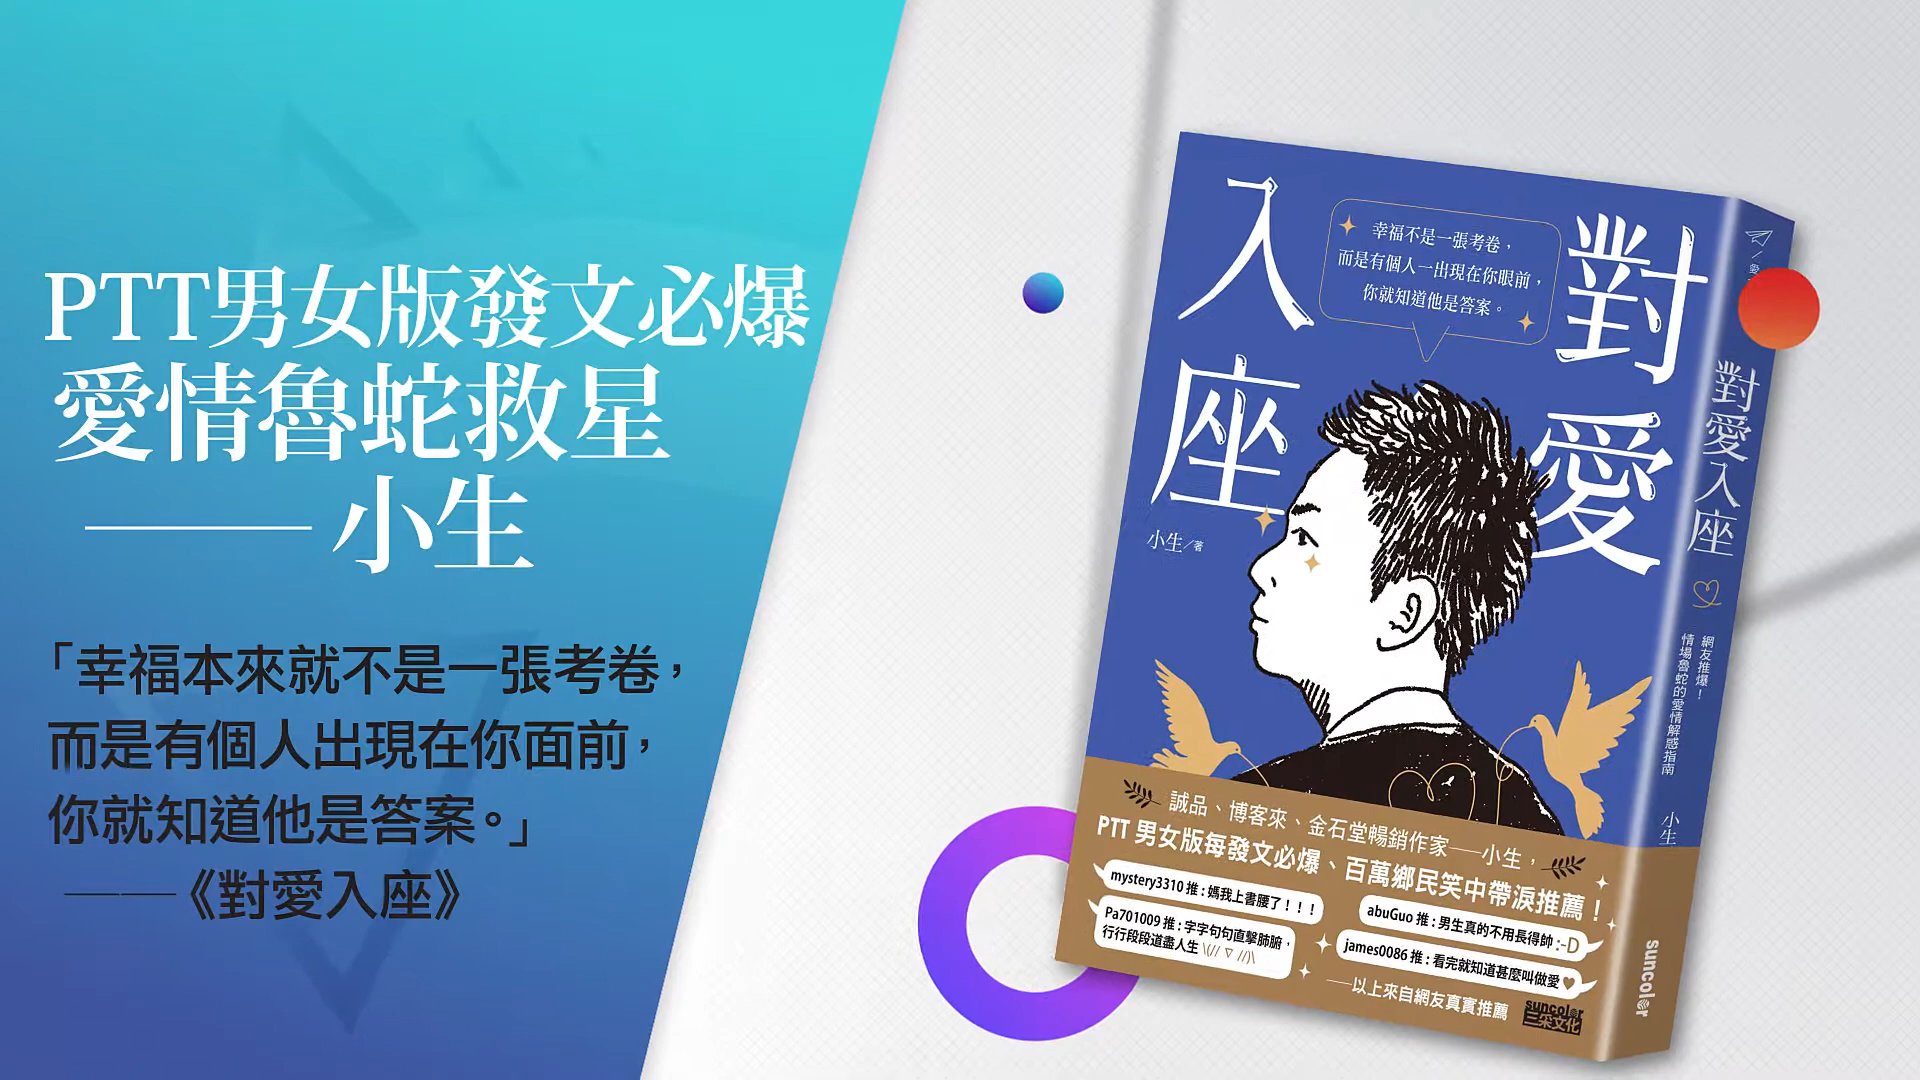 PTT男女版發文必爆
愛情魯蛇救星
——小生
「幸福本來就不是一張考卷，
而是有個人出現在你面前，
你就知道他是答案。」
——《對愛入座》
對愛
入座
幸福不是一張考卷，
而是有個人一出現在你眼前，
你就知道他是答案。
小生/著
誠品、博客來、金石堂暢銷作家——小生，
PTT 男女版每發文必爆、百萬鄉民笑中帶淚推薦！
mystery3310 推：媽我上書腰了！！！
abuGuo 推：男生真的不用長得帥 :-D
Pa701009 推：字字句句直擊肺腑，
行行段段道盡人生 \(// ▽ //)\
james0086 推：看完就知道甚麼叫做愛♥
——以上來自網友真實推薦
suncolor
三采文化
愛
對愛入座
網友推爆！
情場魯蛇的愛情解惑指南
小生
suncolor